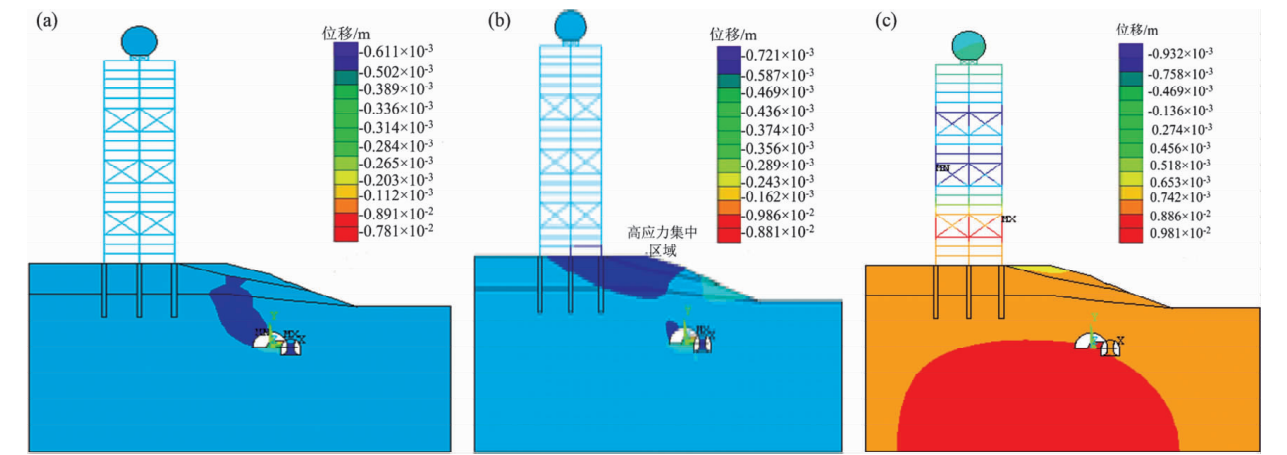 (a)
位移/m
-0.611×10-3
-0.502×10-3
-0.389×10-3
-0.336×10-3
-0.314×10-3
-0.284×10-3
-0.265×10-3
-0.203×10-3
-0.112×10-3
-0.891×10-2
-0.781×10-2
Y
MN
MX
X
(b)
位移/m
-0.721×10-3
-0.587×10-3
-0.469×10-3
-0.436×10-3
-0.374×10-3
-0.356×10-3
-0.289×10-3
-0.243×10-3
-0.162×10-3
-0.986×10-2
-0.881×10-2
高应力集中
区域
Y
MX
X
(c)
位移/m
-0.932×10-3
-0.758×10-3
-0.469×10-3
-0.136×10-3
0.274×10-3
0.456×10-3
0.518×10-3
0.653×10-3
0.742×10-3
0.886×10-2
0.981×10-2
MN
MX
Y
X